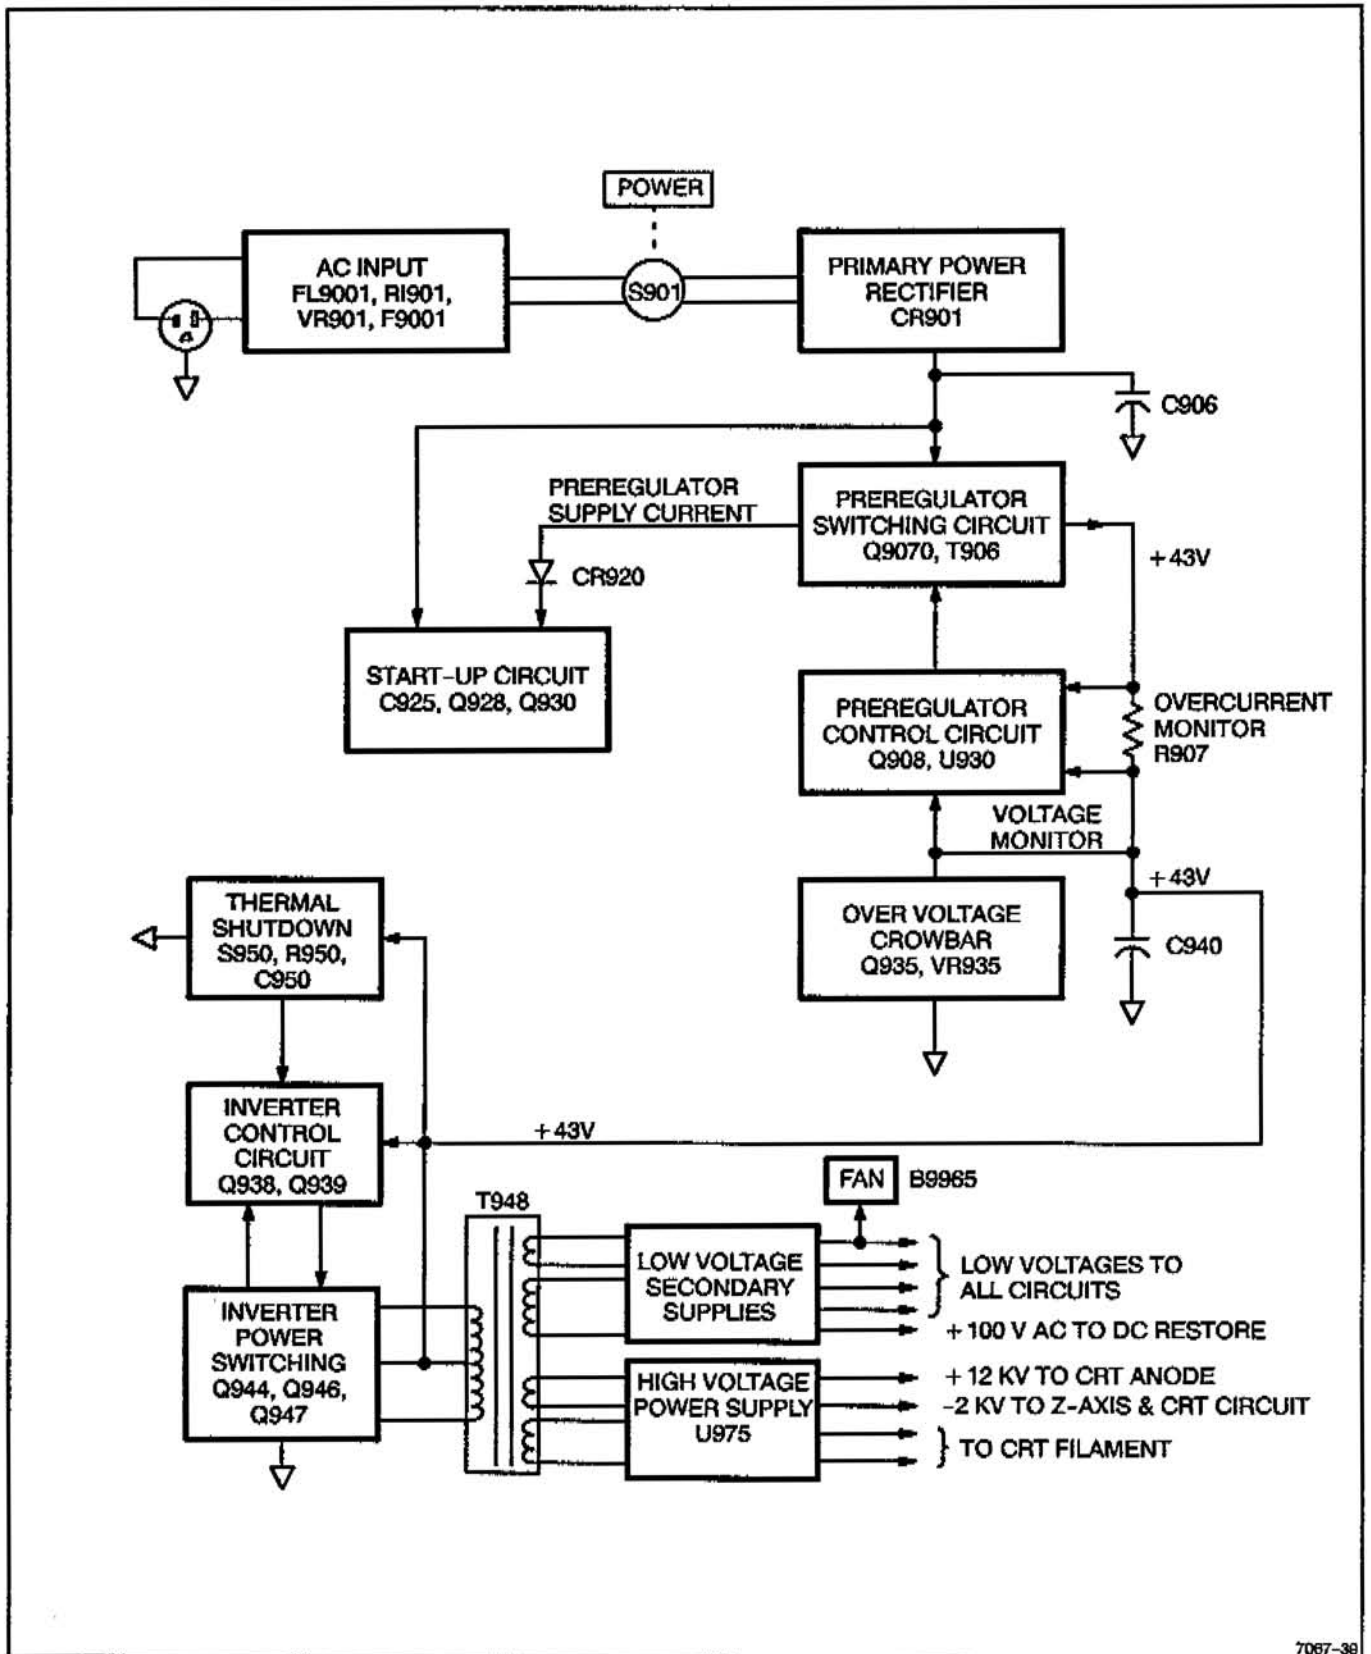 POWER
AC INPUT
FL9001, RI901,
VR901, F9001
S901
PRIMARY POWER
RECTIFIER
CR901
C906
PREREGULATOR
SUPPLY CURRENT
PREREGULATOR
SWITCHING CIRCUIT
Q9070, T906
+43V
CR920
START-UP CIRCUIT
C925, Q928, Q930
PREREGULATOR
CONTROL CIRCUIT
Q908, U930
OVERCURRENT
MONITOR
R907
VOLTAGE
MONITOR
+43V
THERMAL
SHUTDOWN
S950, R950,
C950
OVER VOLTAGE
CROWBAR
Q935, VR935
C940
INVERTER
CONTROL
CIRCUIT
Q938, Q939
+43V
FAN
B9965
T948
LOW VOLTAGE
SECONDARY
SUPPLIES
LOW VOLTAGES TO
ALL CIRCUITS
+100 V AC TO DC RESTORE
INVERTER
POWER
SWITCHING
Q944, Q946,
Q947
HIGH VOLTAGE
POWER SUPPLY
U975
+12 KV TO CRT ANODE
-2 KV TO Z-AXIS & CRT CIRCUIT
TO CRT FILAMENT
7067-39